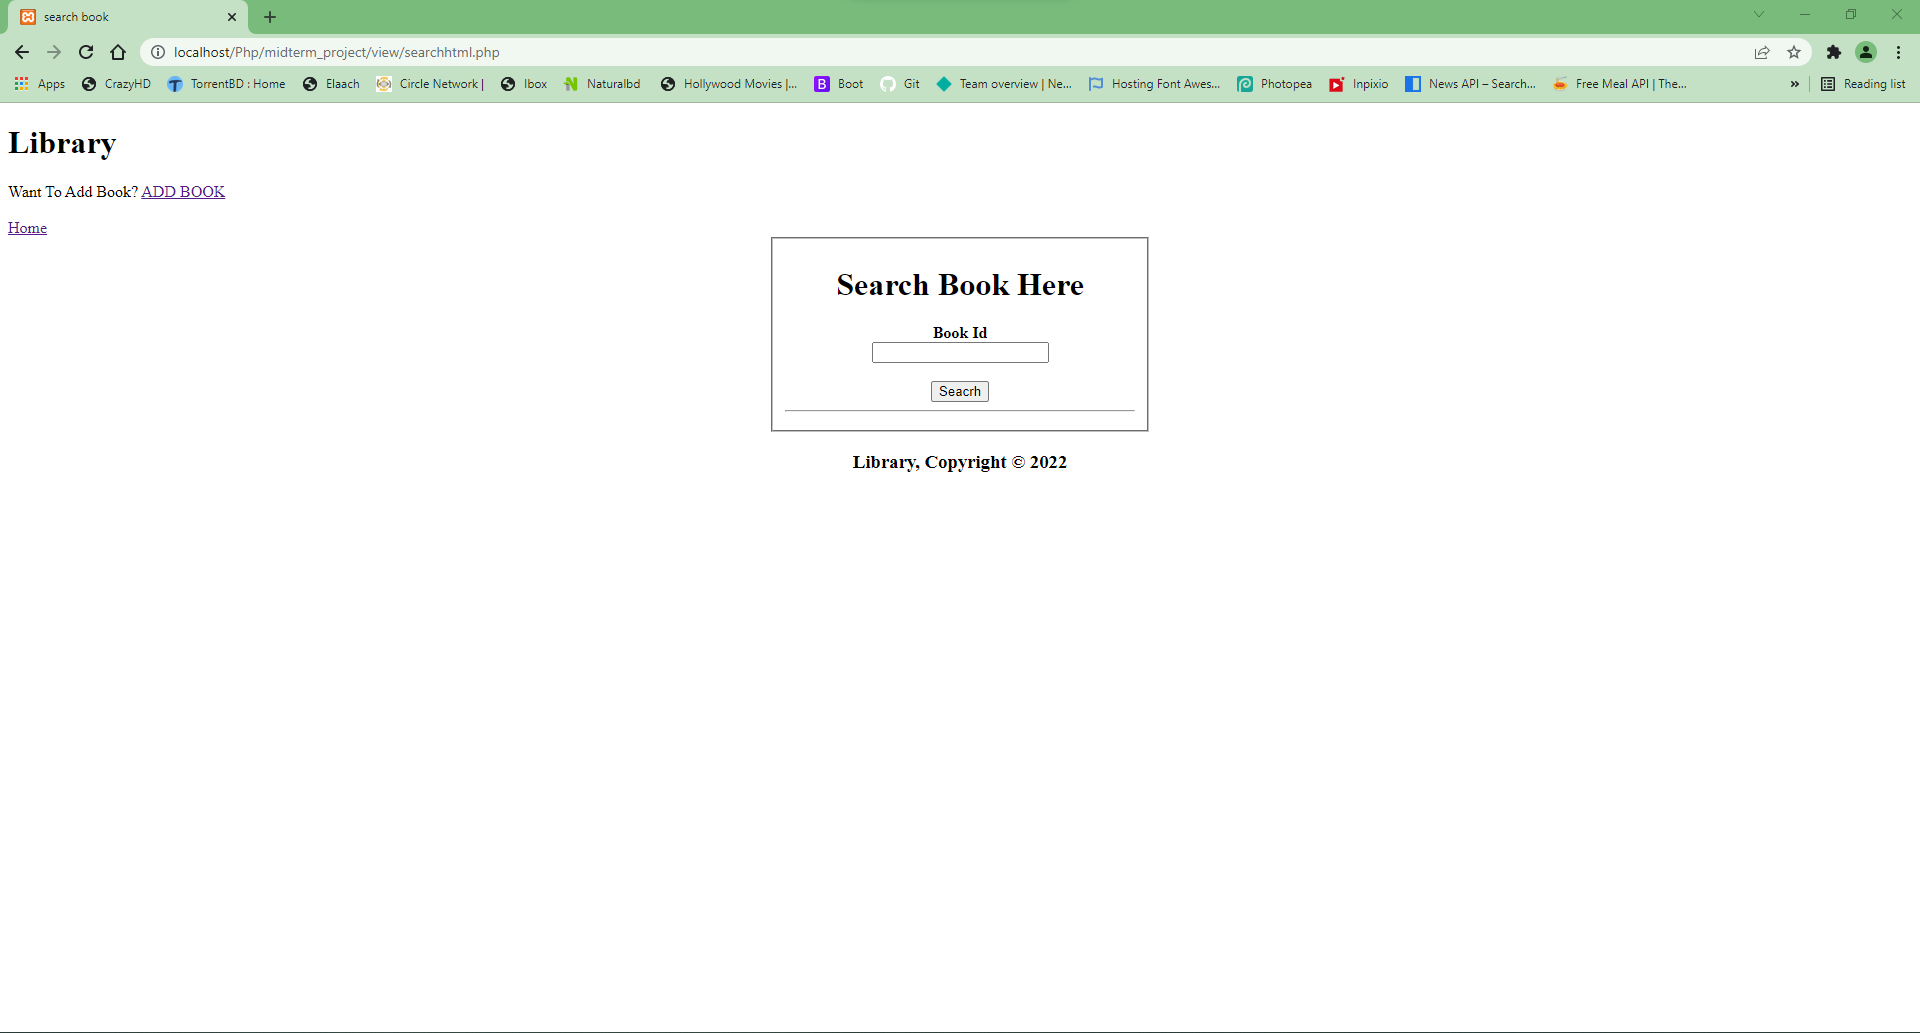 search book
localhost/Php/midterm_project/view/searchhtml.php
Apps CrazyHD TorrentBD : Home Elaach Circle Network | Ibox Naturalbd Hollywood Movies |... Boot Git Team overview | Ne... Hosting Font Awes... Photopea Inpixio News API – Search... Free Meal API | The... » Reading list
Library
Want To Add Book? ADD BOOK
Home
Search Book Here
Book Id
Seacrh
Library, Copyright © 2022